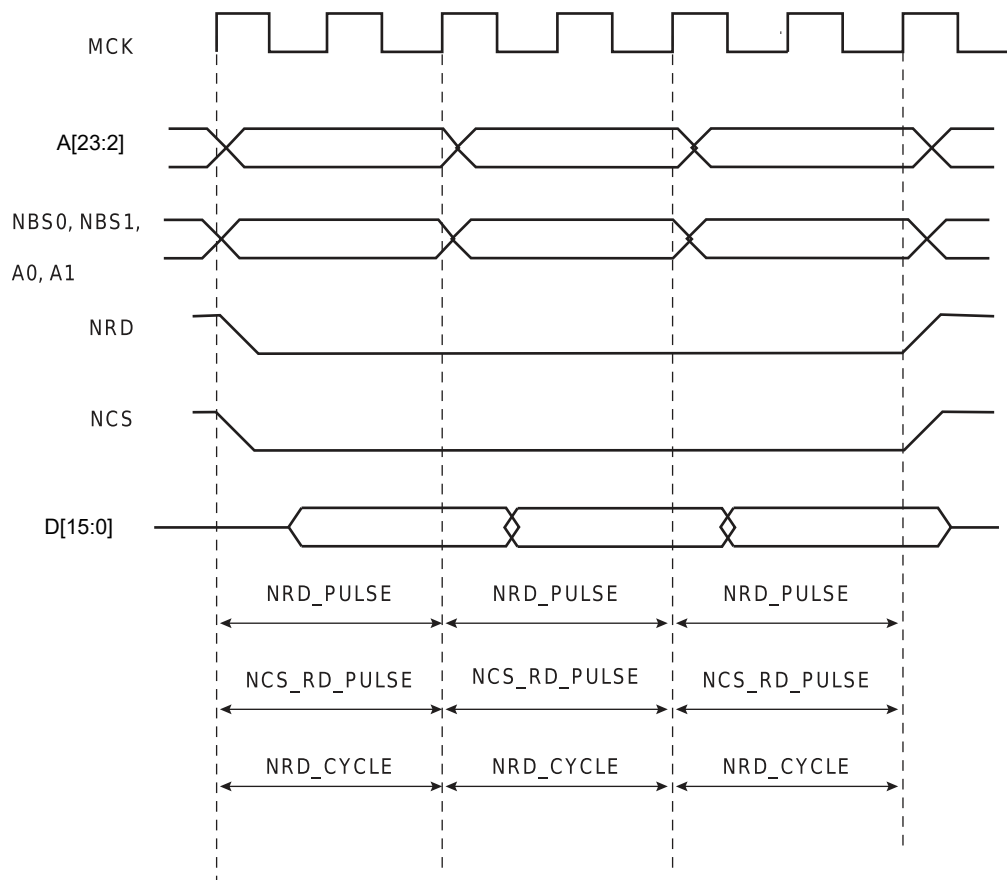 MCK
A[23:2]
NBS0, NBS1,
A0, A1
NRD
NCS
D[15:0]
NRD_PULSE NRD_PULSE NRD_PULSE
NCS_RD_PULSE NCS_RD_PULSE NCS_RD_PULSE
NRD_CYCLE NRD_CYCLE NRD_CYCLE